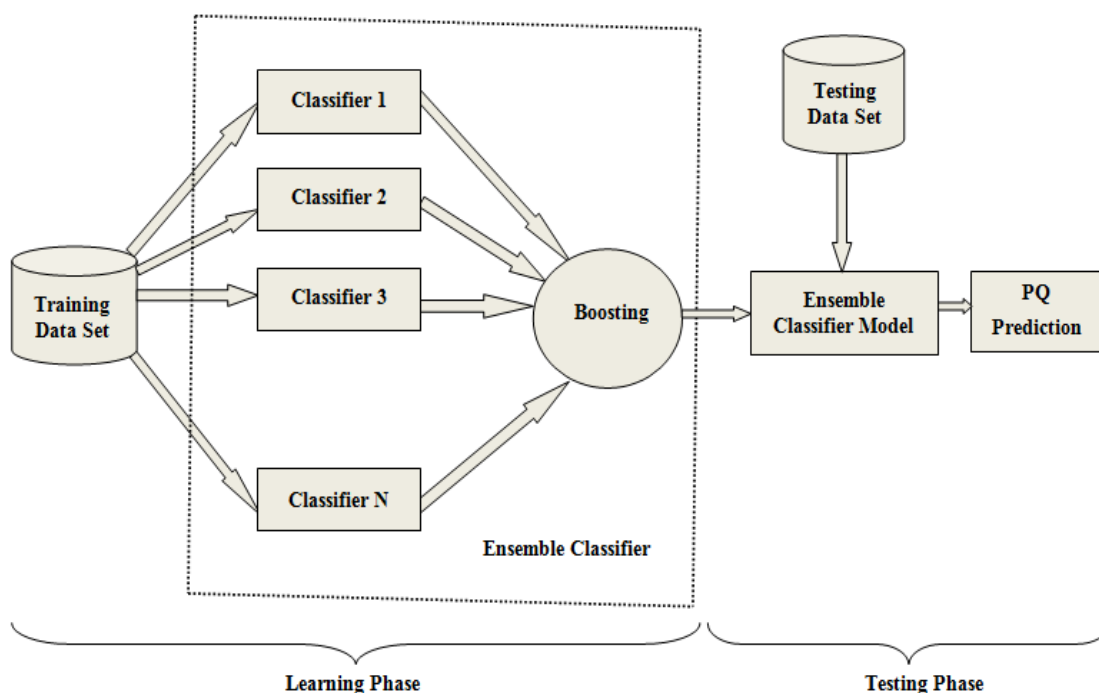 Classifier 1
Classifier 2
Classifier 3
Classifier N
Training
Data Set
Boosting
Ensemble Classifier
Testing
Data Set
Ensemble
Classifier Model
PQ
Prediction
Learning Phase
Testing Phase